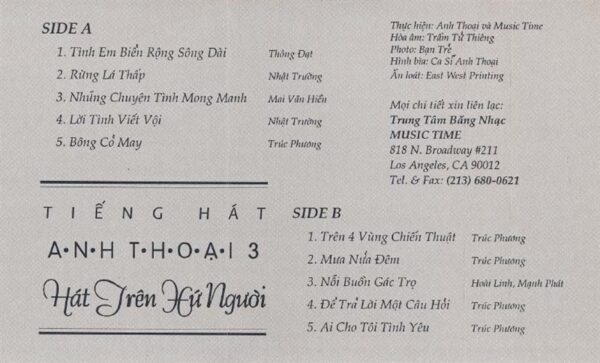 SIDE A
1. Tình Em Biển Rộng Sông Dài Thông Đạt
2. Rừng Lá Thấp Nhật Trường
3. Những Chuyện Tình Mong Manh Mai Văn Hiền
4. Lời Tình Viết Vội Nhật Trường
5. Bông Cỏ May Trúc Phương
Thực hiện: Anh Thoại và Music Time
Hòa âm: Trầm Tử Thiêng
Photo: Bạn Trẻ
Hình bìa: Ca Sĩ Anh Thoại
Ấn loát: East West Printing
Mọi chi tiết xin liên lạc:
Trung Tâm Băng Nhạc
MUSIC TIME
818 N. Broadway #211
Los Angeles, CA 90012
Tel. & Fax: (213) 680-0621
TIẾNG HÁT
A•N•H T•H•O•Ạ•I 3
Hát Trên Xứ Người
SIDE B
1. Trên 4 Vùng Chiến Thuật Trúc Phương
2. Mưa Nửa Đêm Trúc Phương
3. Nỗi Buồn Gác Trọ Hoài Linh, Mạnh Phát
4. Để Trả Lời Một Câu Hỏi Trúc Phương
5. Ai Cho Tôi Tình Yêu Trúc Phương